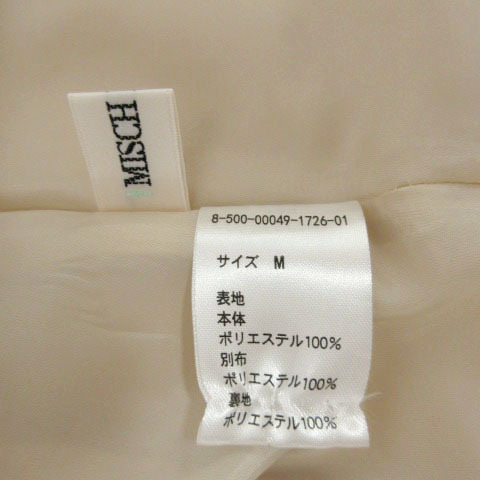 MISCH
8-500-00049-1726-01
サイズ M
表地
本体
ポリエステル100%
別布
ポリエステル100%
裏地
ポリエステル100%